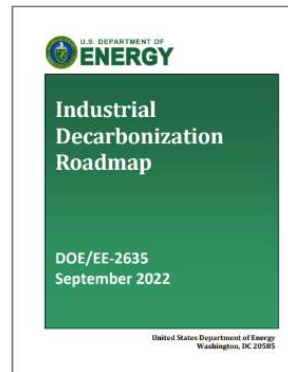 U.S. DEPARTMENT OF
ENERGY
Industrial
Decarbonization
Roadmap
DOE/EE-2635
September 2022
United States Department of Energy
Washington, DC 20585